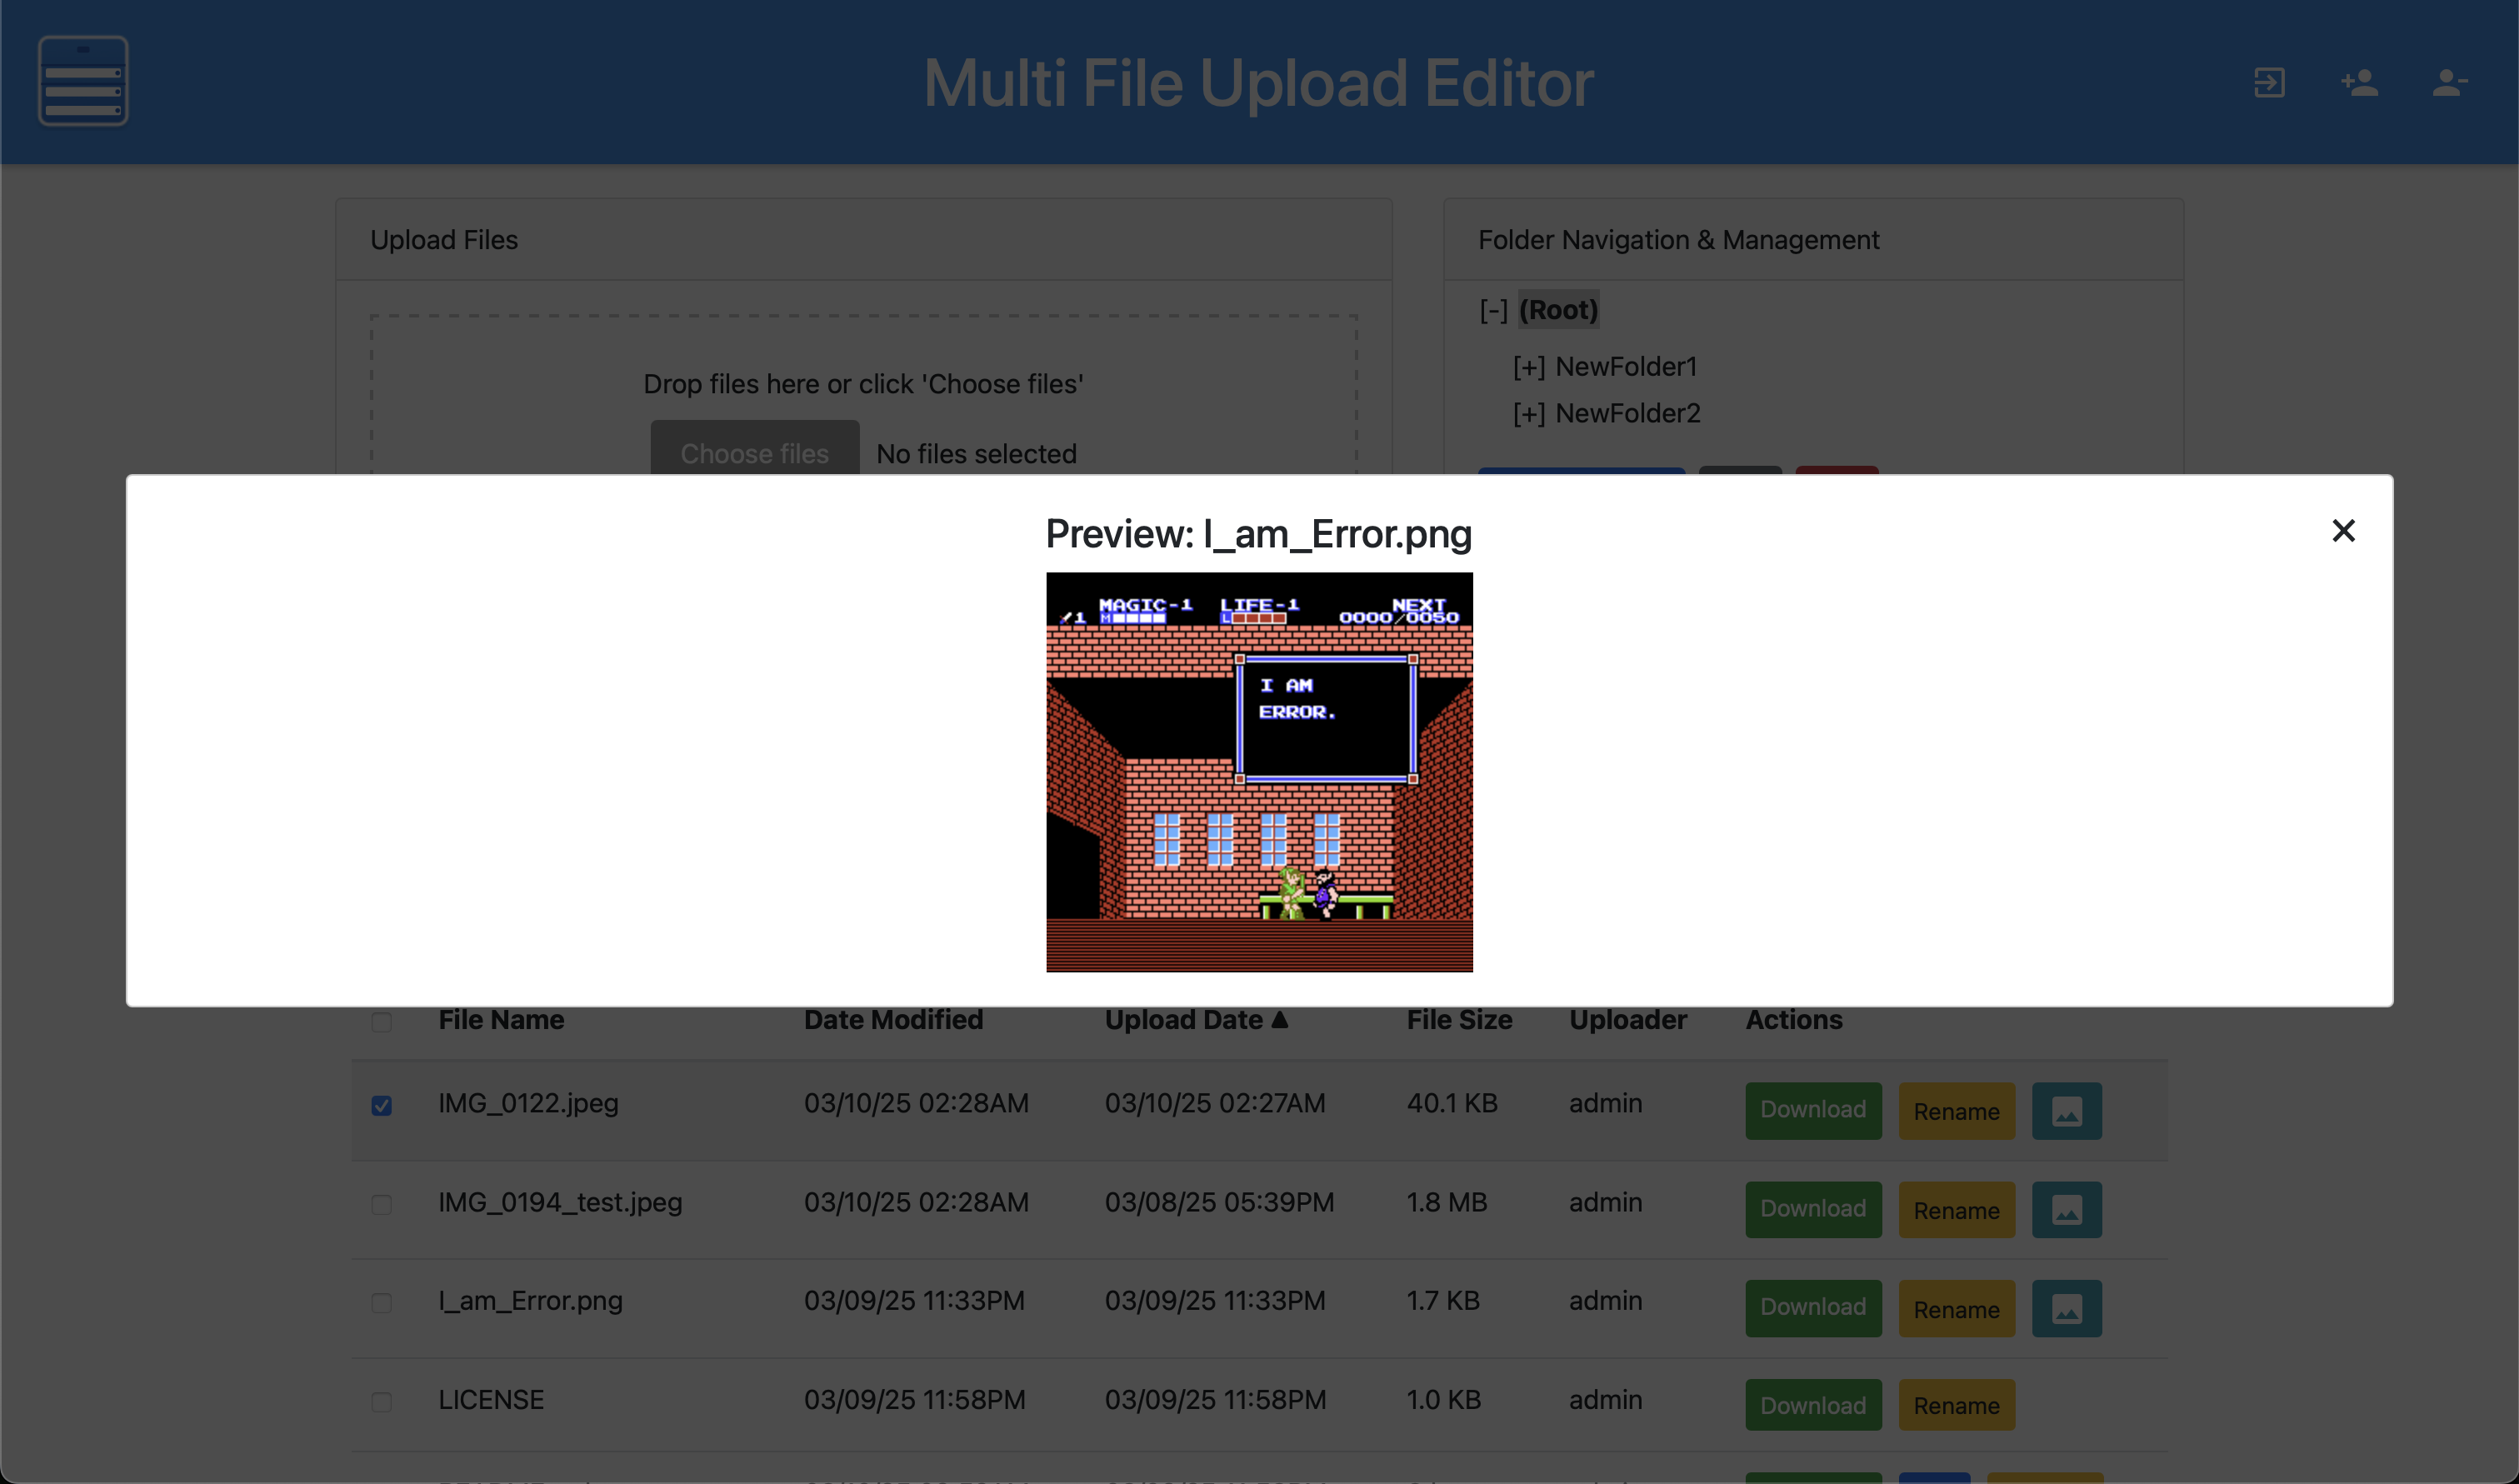 Multi File Upload Editor
Upload Files
Folder Navigation & Management
[-] (Root)
[+] NewFolder1
[+] NewFolder2
Drop files here or click 'Choose files'
Choose files No files selected
Preview: I_am_Error.png
×
MAGIC-1 LIFE-1 NEXT
1 M L 0000/0050
I AM
ERROR.
File Name Date Modified Upload Date ▲ File Size Uploader Actions
IMG_0122.jpeg 03/10/25 02:28AM 03/10/25 02:27AM 40.1 KB admin Download Rename
IMG_0194_test.jpeg 03/10/25 02:28AM 03/08/25 05:39PM 1.8 MB admin Download Rename
I_am_Error.png 03/09/25 11:33PM 03/09/25 11:33PM 1.7 KB admin Download Rename
LICENSE 03/09/25 11:58PM 03/09/25 11:58PM 1.0 KB admin Download Rename